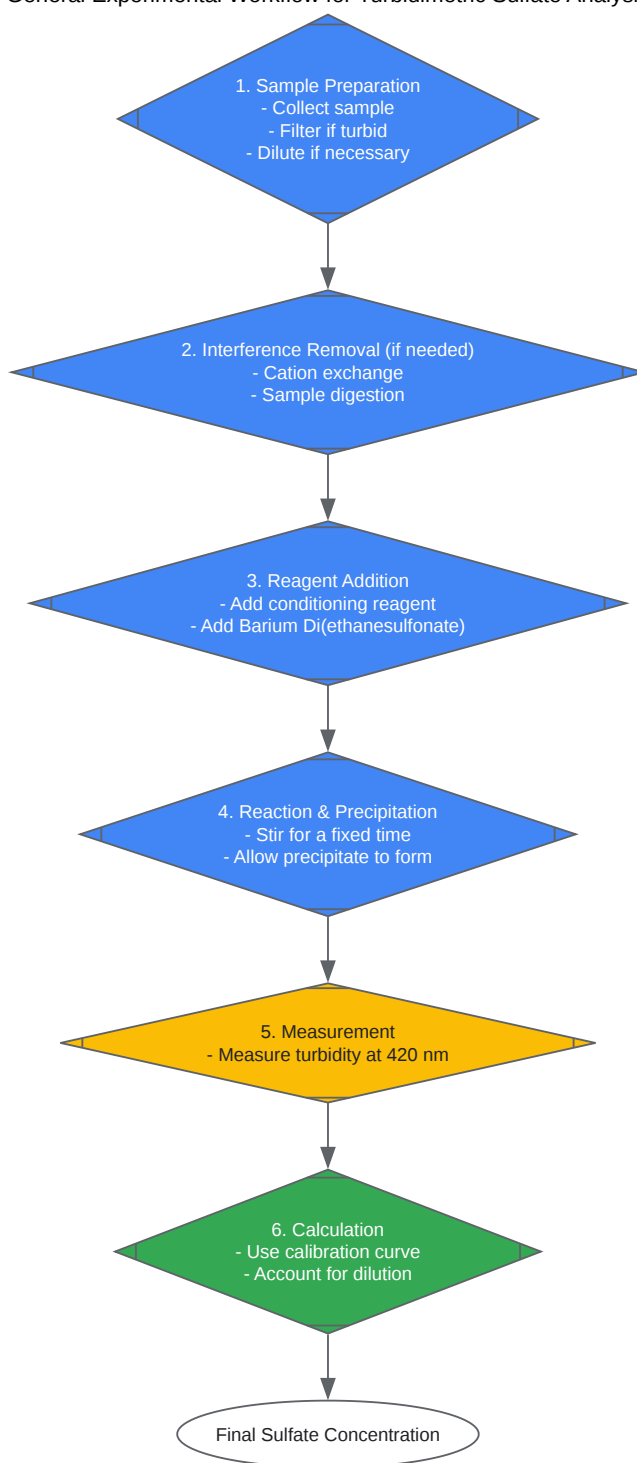 General Experimental Workflow for Turbidimetric Sulfate Analysi
1. Sample Preparation
- Collect sample
- Filter if turbid
- Dilute if necessary
2. Interference Removal (if needed)
- Cation exchange
- Sample digestion
3. Reagent Addition
- Add conditioning reagent
- Add Barium Di(ethanesulfonate)
4. Reaction & Precipitation
- Stir for a fixed time
- Allow precipitate to form
5. Measurement
- Measure turbidity at 420 nm
6. Calculation
- Use calibration curve
- Account for dilution
Final Sulfate Concentration